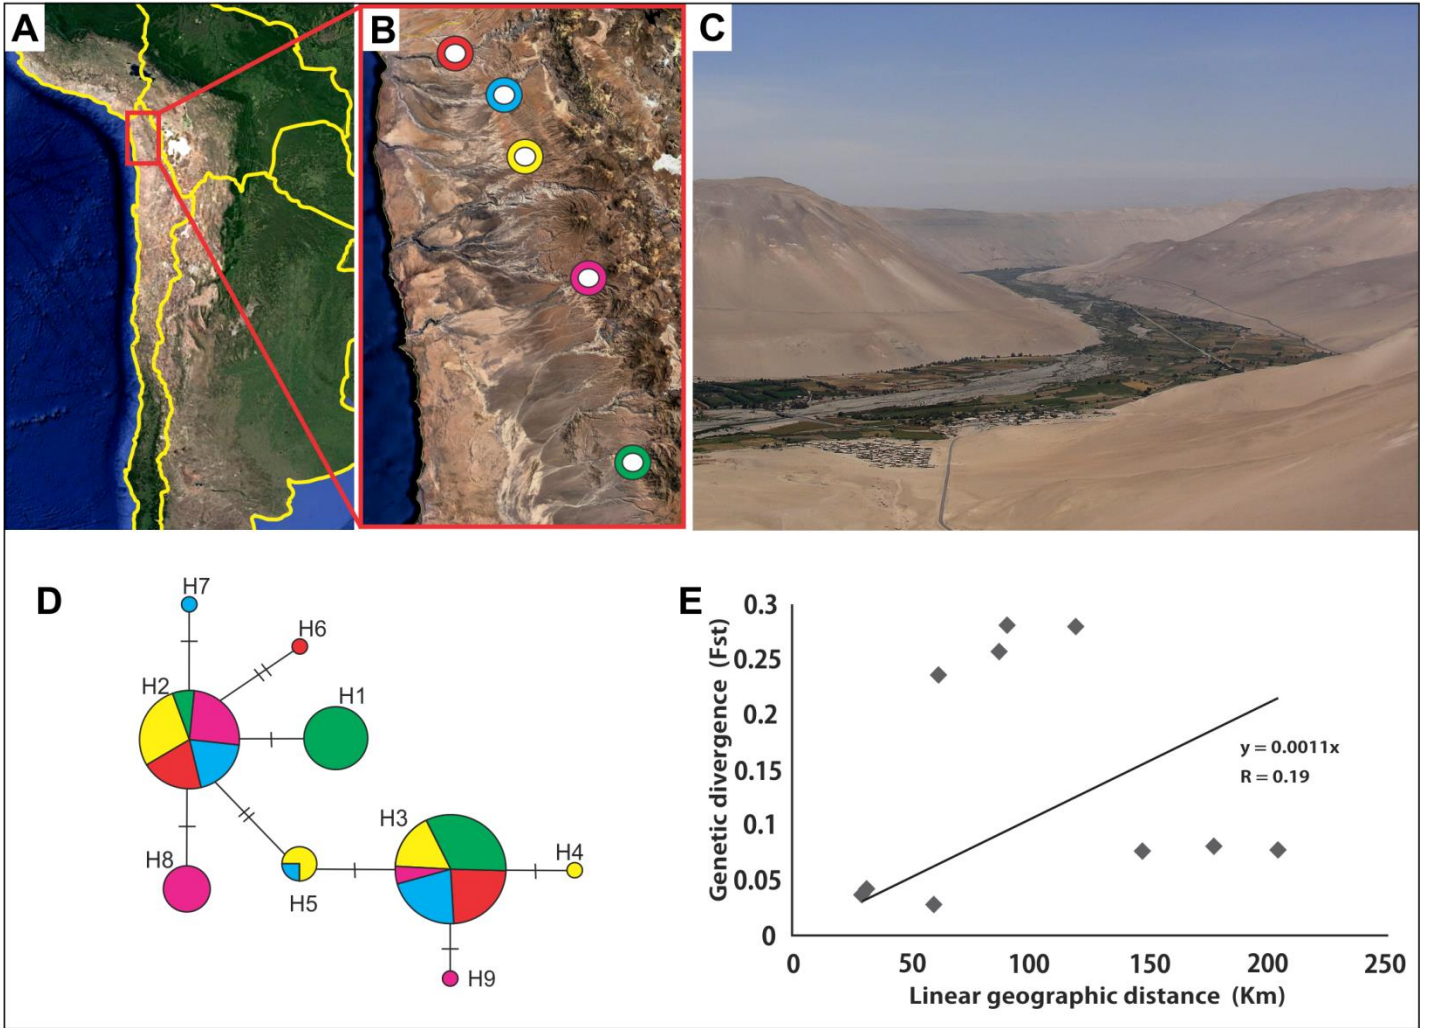 A
B
C
D
H7
H6
H2
H1
H3
H4
H8
H5
H9
E
Genetic divergence (Fst)
0.3
0.25
0.2
0.15
0.1
0.05
0
y = 0.0011x
R = 0.19
0 50 100 150 200 250
Linear geographic distance (Km)